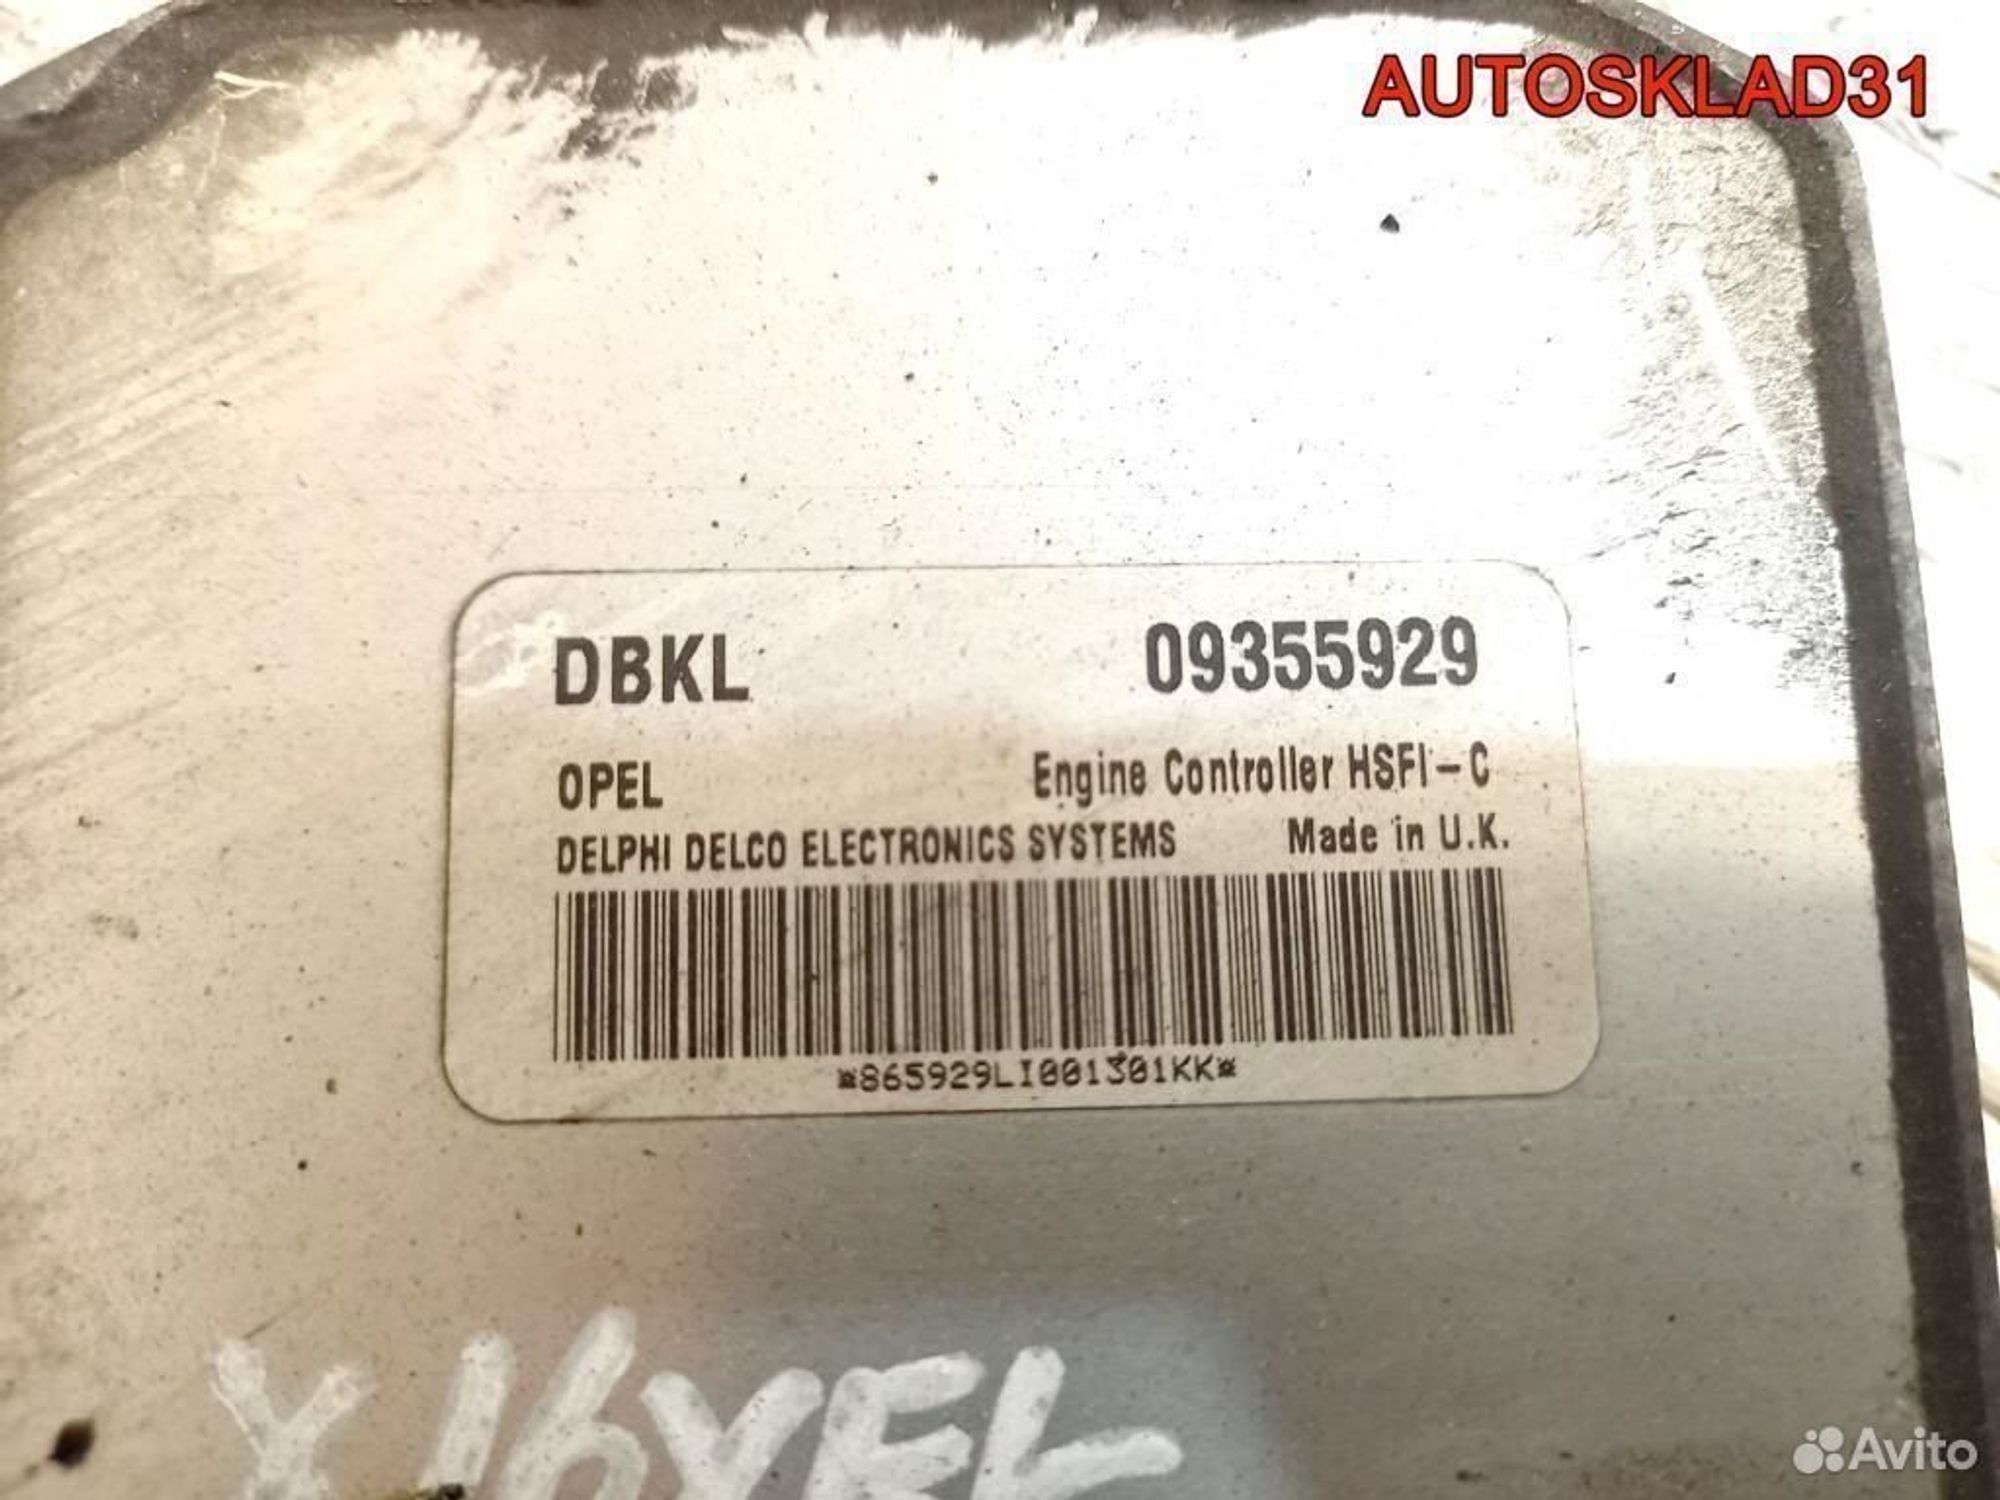 AUTOSKLAD31
DBKL 09355929
OPEL Engine Controller HSFI-C
DELPHI DELCO ELECTRONICS SYSTEMS Made in U.K.
*865929LI001301KK*
X16XEL
Avito